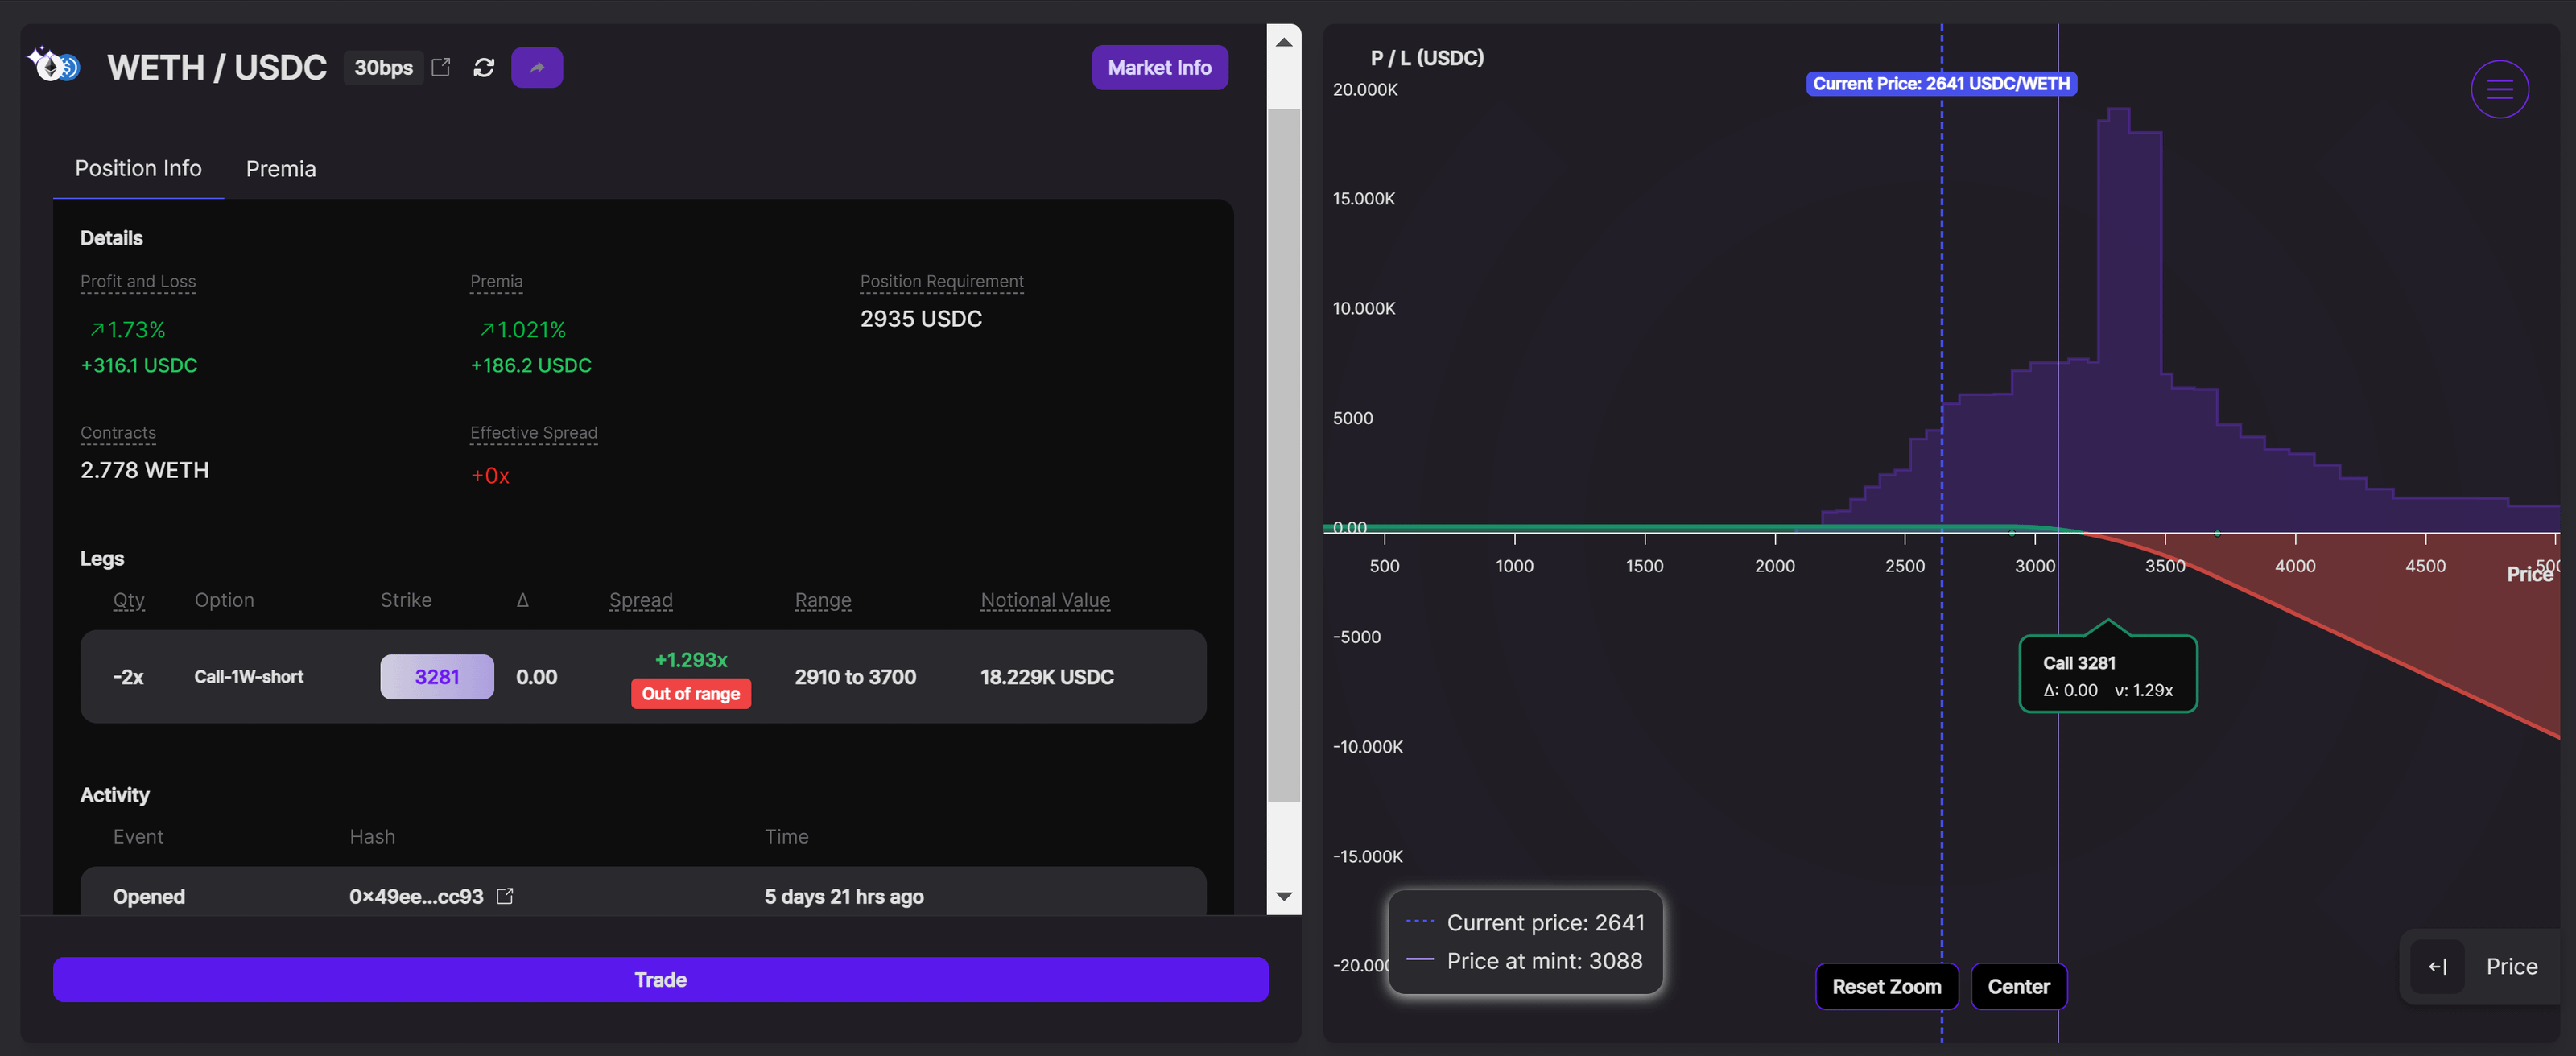 WETH / USDC 30bps Market Info
Position Info Premia
Details
Profit and Loss Premia Position Requirement
1.73% 1.021% 2935 USDC
+316.1 USDC +186.2 USDC
Contracts Effective Spread
2.778 WETH +0x
Legs
Qty Option Strike Δ Spread Range Notional Value
-2x Call-1W-short 3281 0.00 +1.293x 2910 to 3700 18.229K USDC
Out of range
Activity
Event Hash Time
Opened 0×49ee...cc93 5 days 21 hrs ago
Trade
P / L (USDC)
Current Price: 2641 USDC/WETH
20.000K
15.000K
10.000K
5000
0.00
500 1000 1500 2000 2500 3000 3500 4000 4500
Price
-5000
Call 3281
Δ: 0.00 ν: 1.29x
-10.000K
-15.000K
Current price: 2641
Price at mint: 3088
-20.000
Reset Zoom Center
Price